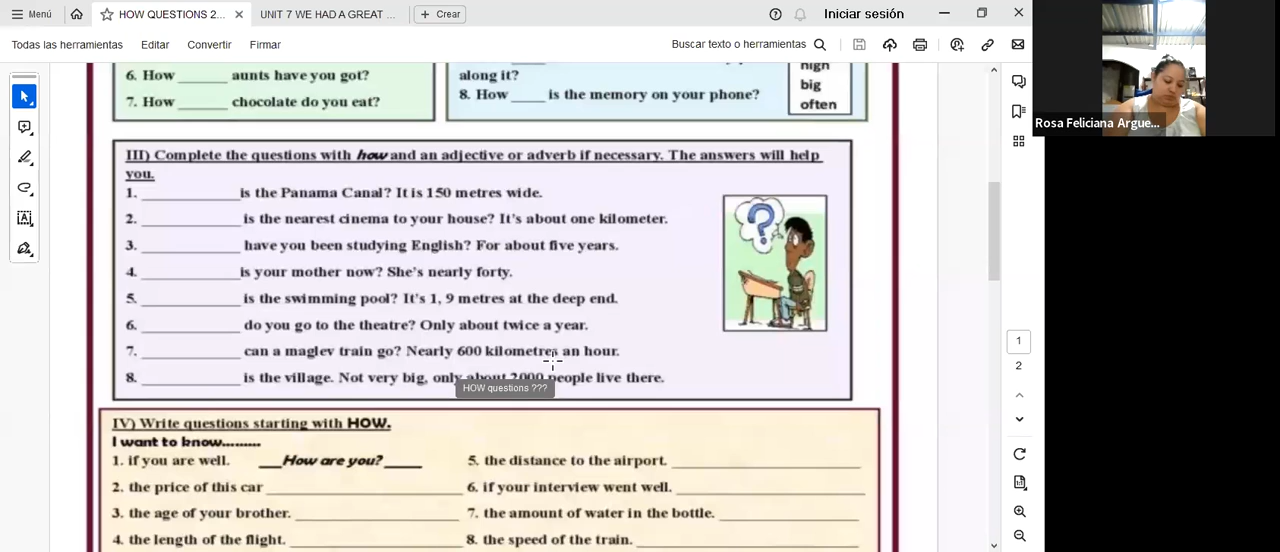 Menú
HOW QUESTIONS 2...
UNIT 7 WE HAD A GREAT ...
Crear
Iniciar sesión
Todas las herramientas
Editar
Convertir
Firmar
Buscar texto o herramientas
Rosa Feliciana Argue...
6. How ______ aunts have you got?
7. How ______ chocolate do you eat?
along it?
8. How ____ is the memory on your phone?
high
big
often
III) Complete the questions with how and an adjective or adverb if necessary. The answers will help
you.
1. ____________is the Panama Canal? It is 150 metres wide.
2. ____________ is the nearest cinema to your house? It's about one kilometer.
3. ____________ have you been studying English? For about five years.
4. ____________is your mother now? She's nearly forty.
5. ____________ is the swimming pool? It's 1, 9 metres at the deep end.
6. ____________ do you go to the theatre? Only about twice a year.
7. ____________ can a maglev train go? Nearly 600 kilometres an hour.
8. ____________ is the village. Not very big, only about 2000 people live there.
?
HOW questions ???
IV) Write questions starting with HOW.
I want to know.........
1. if you are well. ___How are you?_____
2. the price of this car ________________________
3. the age of your brother. ____________________
4. the length of the flight. _____________________
5. the distance to the airport. _______________________
6. if your interview went well. _______________________
7. the amount of water in the bottle. _________________
8. the speed of the train. ___________________________
1
2